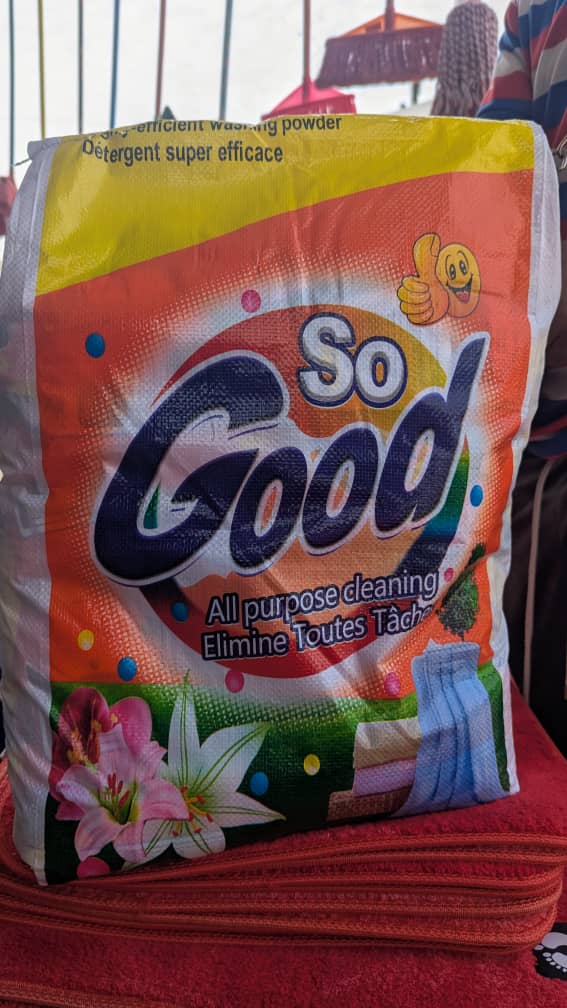 -efficient washing powder
Détergent super efficace
So
Good
All purpose cleaning
Elimine Toutes Tâche